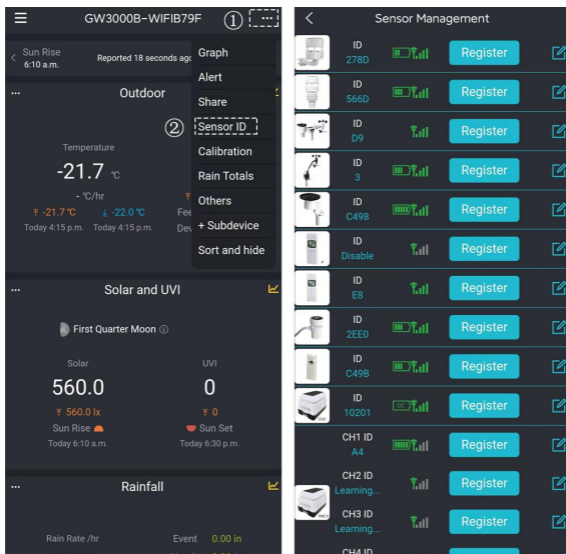 GW3000B-WIFIB79F
①
Sun Rise
6:10 a.m.
Reported 18 seconds ago
Outdoor
Temperature
-21.7 ℃
- ℃/hr
-21.7 ℃
-22.0 ℃
Today 4:15 p.m.
Today 4:15 p.m.
Graph
Alert
Share
② Sensor ID
Calibration
Rain Totals
Others
+ Subdevice
Sort and hide
Solar and UVI
First Quarter Moon
Solar
UVI
560.0
0
560.0 lx
0
Sun Rise
Sun Set
Today 6:10 a.m.
Today 6:30 p.m.
Rainfall
Rain Rate /hr
Event
0.00 in
Sensor Management
ID
278D
Register
ID
566D
Register
ID
D9
Register
ID
3
Register
ID
C498
Register
ID
Disable
Register
ID
E8
Register
ID
2EE0
Register
ID
C49B
Register
ID
10201
DC
Register
CH1 ID
A4
Register
CH2 ID
Learning...
Register
CH3 ID
Learning...
Register
CH4 ID